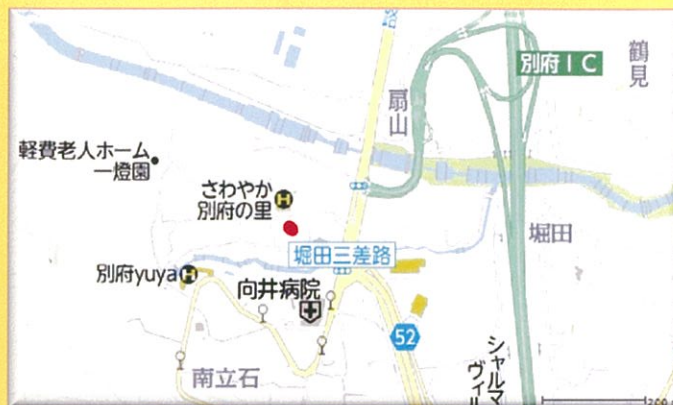 路
別府IC
鶴見
扇山
軽費老人ホーム
一燈園
さわやか
別府の里
堀田
堀田三差路
別府yuya
向井病院
52
シャルマ
ヴィ
南立石